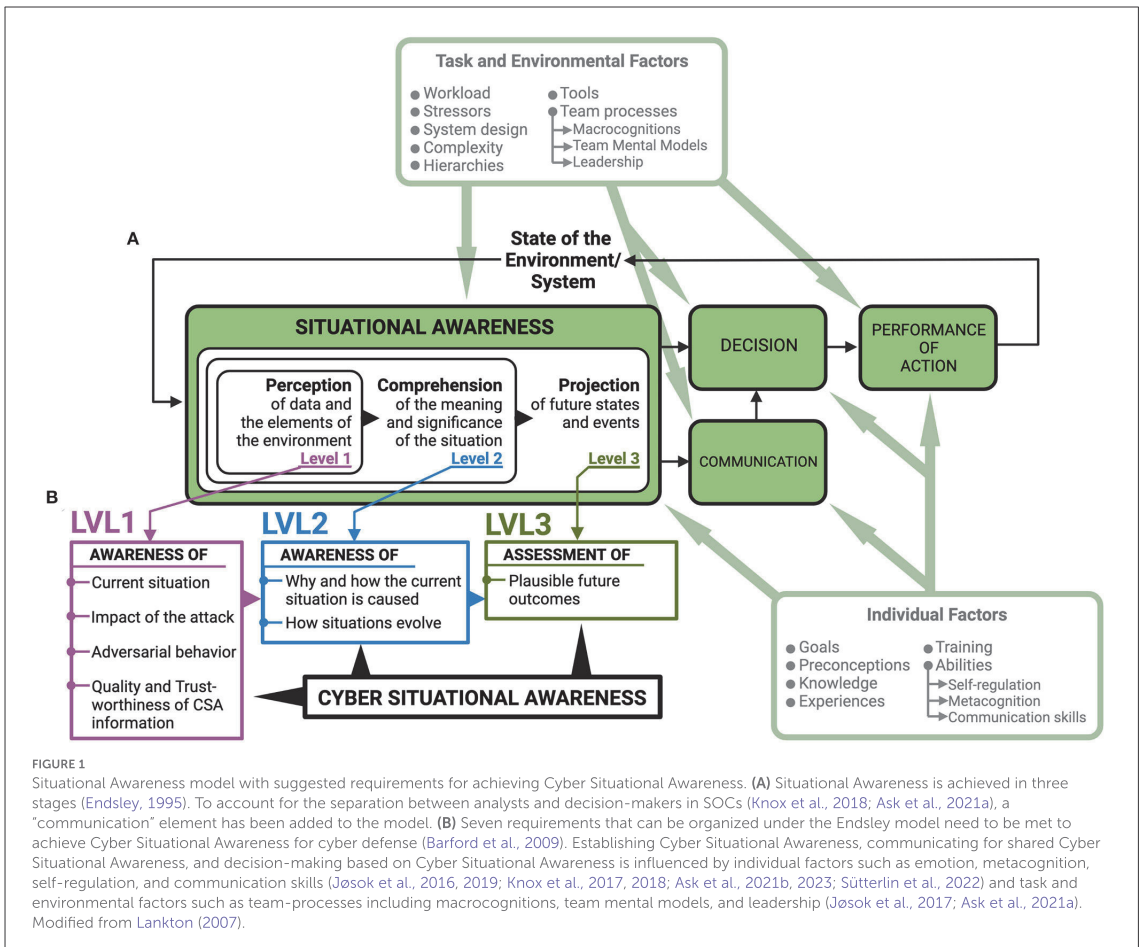 Task and Environmental Factors
Workload
Stressors
System design
Complexity
Hierarchies
Tools
Team processes
Macrocognitions
Team Mental Models
Leadership
A
State of the
Environment/
System
SITUATIONAL AWARENESS
Perception
of data and
the elements of
the environment
Level 1
Comprehension
of the meaning
and significance
of the situation
Level 2
Projection
of future states
and events
Level 3
DECISION
PERFORMANCE
OF
ACTION
COMMUNICATION
B
LVL1
AWARENESS OF
Current situation
Impact of the attack
Adversarial behavior
Quality and Trust-
worthiness of CSA
information
LVL2
AWARENESS OF
Why and how the current
situation is caused
How situations evolve
LVL3
ASSESSMENT OF
Plausible future
outcomes
CYBER SITUATIONAL AWARENESS
Individual Factors
Goals
Preconceptions
Knowledge
Experiences
Training
Abilities
Self-regulation
Metacognition
Communication skills
FIGURE 1
Situational Awareness model with suggested requirements for achieving Cyber Situational Awareness. (A) Situational Awareness is achieved in three
stages (Endsley, 1995). To account for the separation between analysts and decision-makers in SOCs (Knox et al., 2018; Ask et al., 2021a), a
"communication" element has been added to the model. (B) Seven requirements that can be organized under the Endsley model need to be met to
achieve Cyber Situational Awareness for cyber defense (Barford et al., 2009). Establishing Cyber Situational Awareness, communicating for shared Cyber
Situational Awareness, and decision-making based on Cyber Situational Awareness is influenced by individual factors such as emotion, metacognition,
self-regulation, and communication skills (Jøsok et al., 2016, 2019; Knox et al., 2017, 2018; Ask et al., 2021b, 2023; Sütterlin et al., 2022) and task and
environmental factors such as team-processes including macrocognitions, team mental models, and leadership (Jøsok et al., 2017; Ask et al., 2021a).
Modified from Lankton (2007).